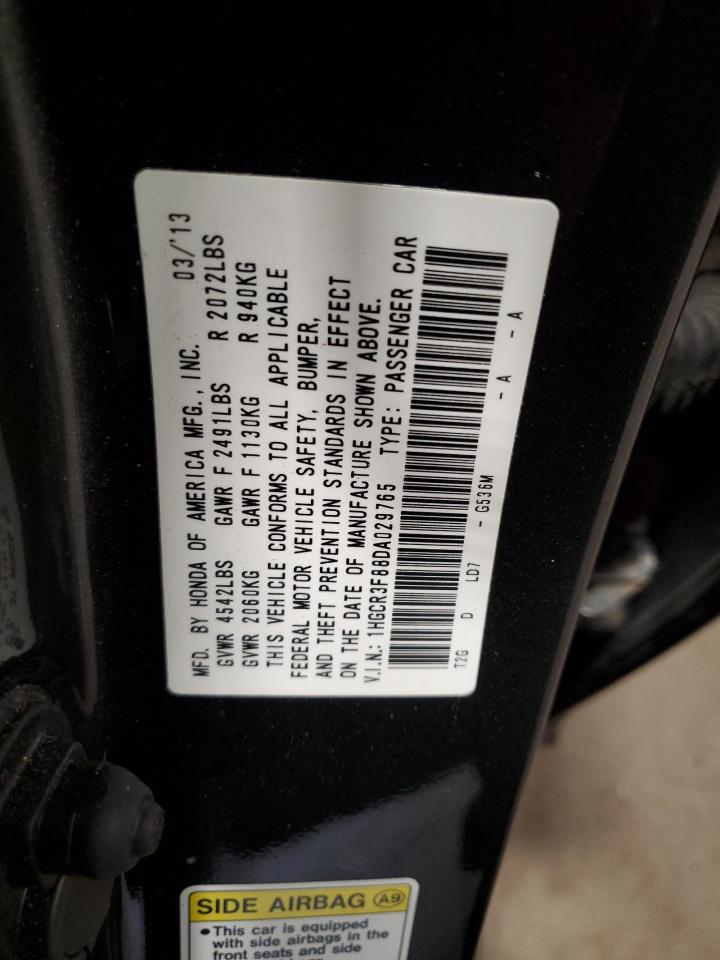 MFD. BY HONDA OF AMERICA MFG., INC. 03/'13
GVWR 4542LBS GAWR F 2491LBS R 2072LBS
GVWR 2060KG GAWR F 1130KG R 940KG
THIS VEHICLE CONFORMS TO ALL APPLICABLE
FEDERAL MOTOR VEHICLE SAFETY, BUMPER,
AND THEFT PREVENTION STANDARDS IN EFFECT
ON THE DATE OF MANUFACTURE SHOWN ABOVE.
V.I.N.: 1HGCR3F88DA029765 TYPE: PASSENGER CAR
T2G D LD7 - G536M - A - A
SIDE AIRBAG A9
• This car is equipped
with side airbags in the
front seats and side